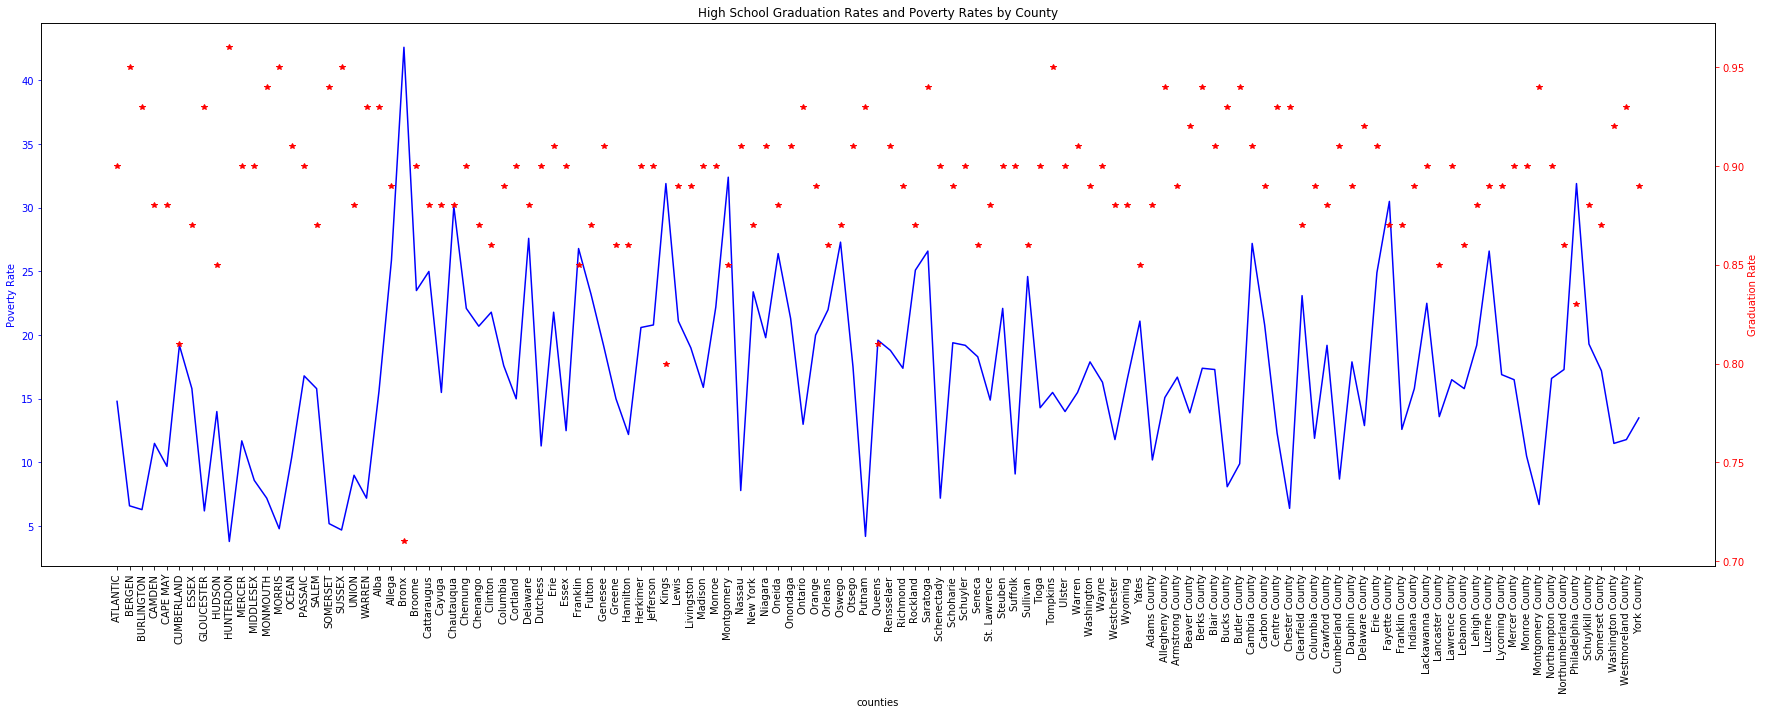 High School Graduation Rates and Poverty Rates by County
Poverty Rate
40
35
30
25
20
15
10
5
Graduation Rate
0.95
0.90
0.85
0.80
0.75
0.70
ATLANTIC
BERGEN
BURLINGTON
CAMDEN
CAPE MAY
CUMBERLAND
ESSEX
GLOUCESTER
HUDSON
HUNTERDON
MERCER
MIDDLESEX
MONMOUTH
MORRIS
OCEAN
PASSAIC
SALEM
SOMERSET
SUSSEX
UNION
WARREN
Alba
Allega
Bronx
Broome
Cattaraugus
Cayuga
Chautauqua
Chemung
Chenango
Clinton
Columbia
Cortland
Delaware
Dutchess
Erie
Essex
Franklin
Fulton
Genesee
Greene
Hamilton
Herkimer
Jefferson
Kings
Lewis
Livingston
Madison
Monroe
Montgomery
Nassau
New York
Niagara
Oneida
Onondaga
Ontario
Orange
Orleans
Oswego
Otsego
Putnam
Queens
Rensselaer
Richmond
Rockland
Saratoga
Schenectady
Schoharie
Schuyler
Seneca
St. Lawrence
Steuben
Suffolk
Sullivan
Tioga
Tompkins
Ulster
Warren
Washington
Wayne
Westchester
Wyoming
Yates
Adams County
Allegheny County
Armstrong County
Beaver County
Berks County
Blair County
Bucks County
Butler County
Cambria County
Carbon County
Centre County
Chester County
Clearfield County
Columbia County
Crawford County
Cumberland County
Dauphin County
Delaware County
Erie County
Fayette County
Franklin County
Indiana County
Lackawanna County
Lancaster County
Lawrence County
Lebanon County
Lehigh County
Luzerne County
Lycoming County
Mercer County
Monroe County
Montgomery County
Northampton County
Northumberland County
Philadelphia County
Schuylkill County
Somerset County
Washington County
Westmoreland County
York County
counties